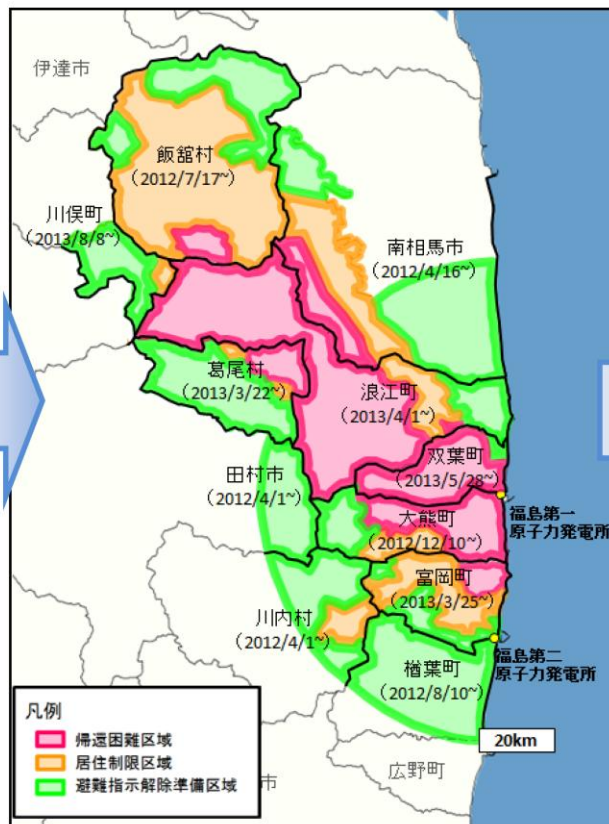 伊達市
飯舘村
（2012/7/17~）
川俣町
（2013/8/8~）
南相馬市
（2012/4/16~）
葛尾村
（2013/3/22~）
浪江町
（2013/4/1~）
田村市
（2012/4/1~）
双葉町
（2013/5/28~）
福島第一
原子力発電所
大熊町
（2012/12/10~）
富岡町
（2013/3/25~）
川内村
（2012/4/1~）
福島第二
原子力発電所
楢葉町
（2012/8/10~）
20km
広野町
凡例
帰還困難区域
居住制限区域
避難指示解除準備区域
市